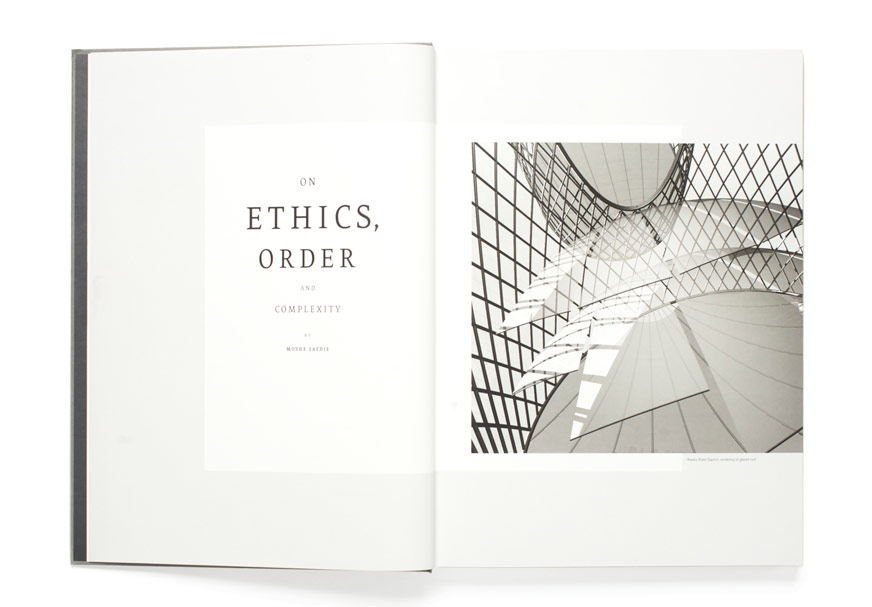 ON
ETHICS,
ORDER
AND
COMPLEXITY
BY
MOSHE SAFDIE